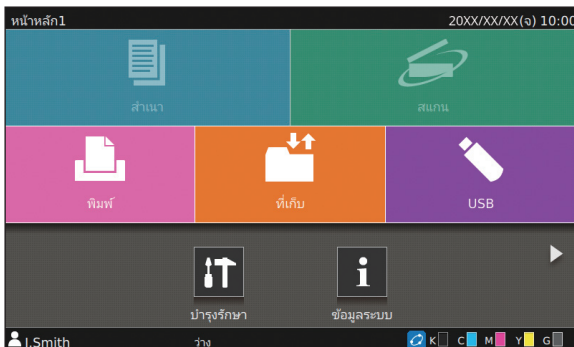 หน้าหลัก1 20XX/XX/XX(จ) 10:00
สำเนา สแกน
พิมพ์ ที่เก็บ USB
บำรุงรักษา ข้อมูลระบบ
J.Smith ว่าง K C M Y G